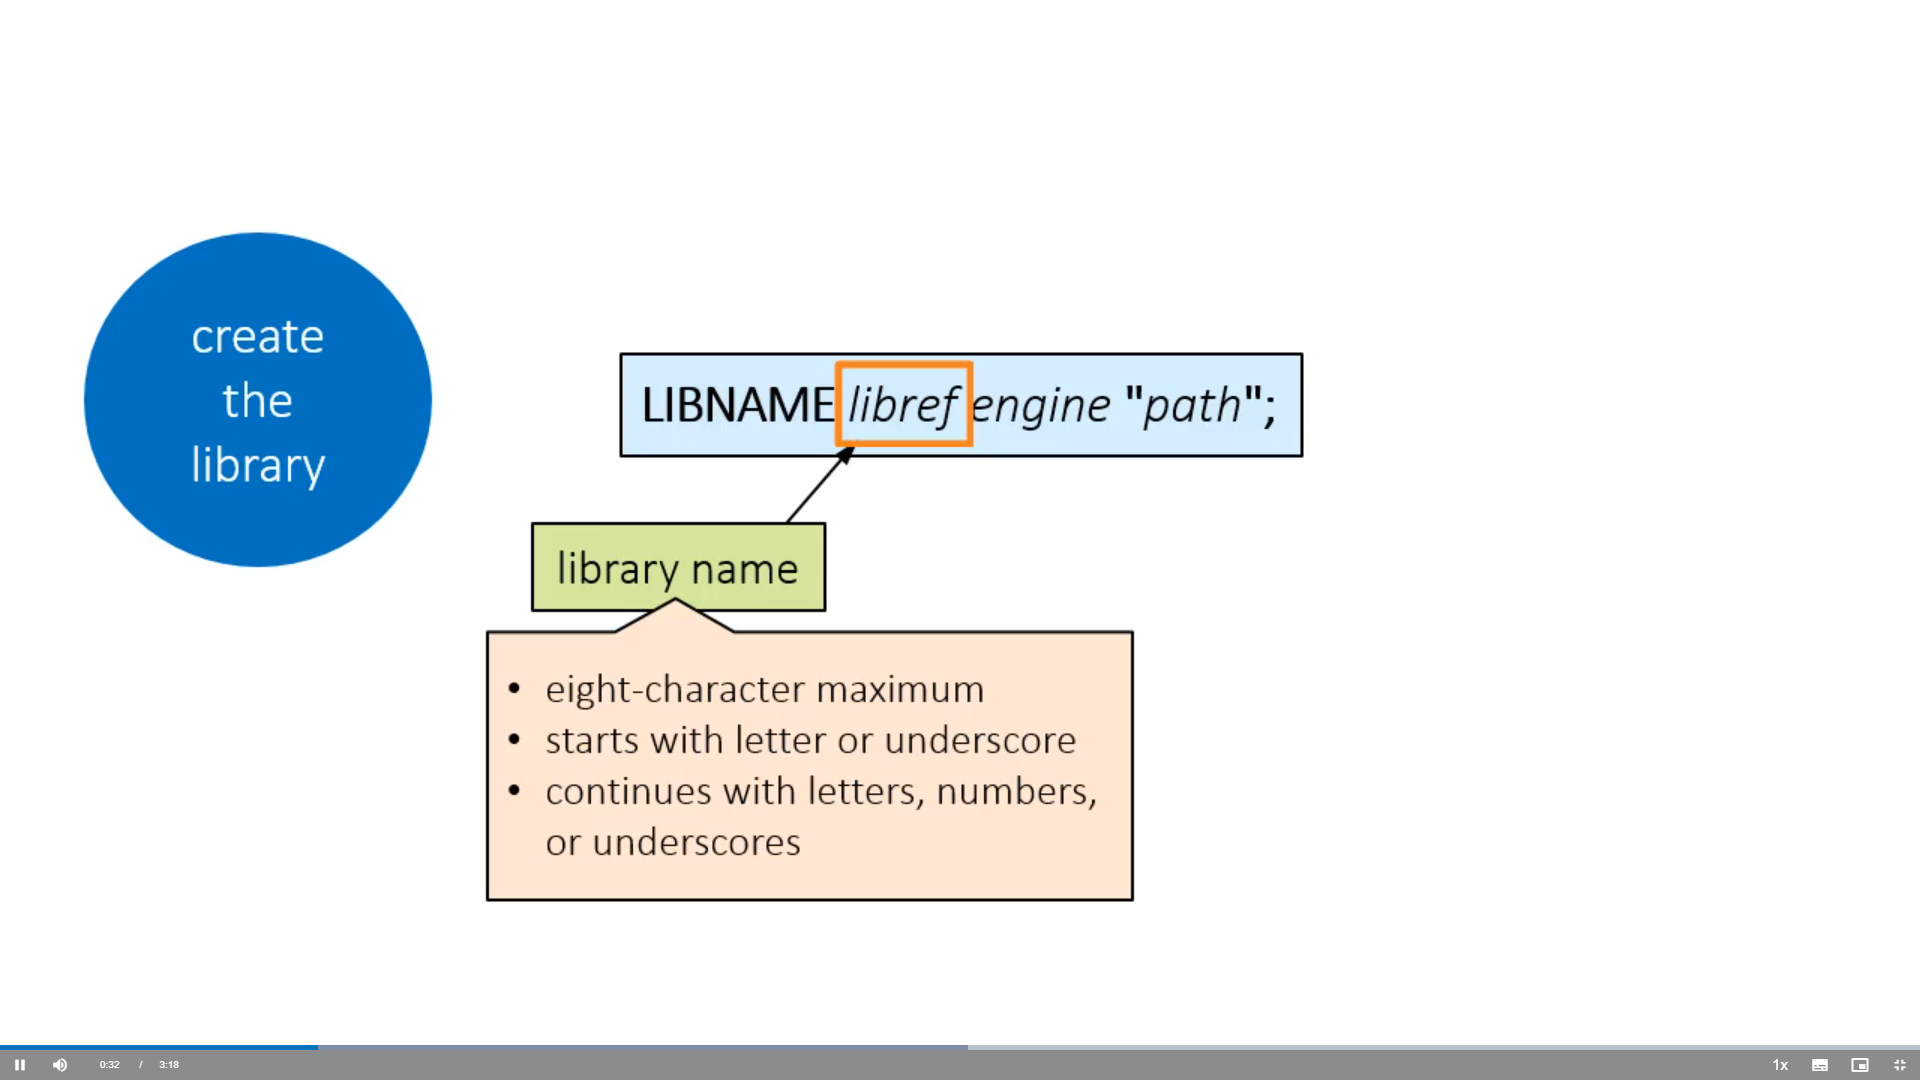 create
the
library
LIBNAME libref engine "path";
library name
• eight-character maximum
• starts with letter or underscore
• continues with letters, numbers,
or underscores
0:32 / 3:18 1x